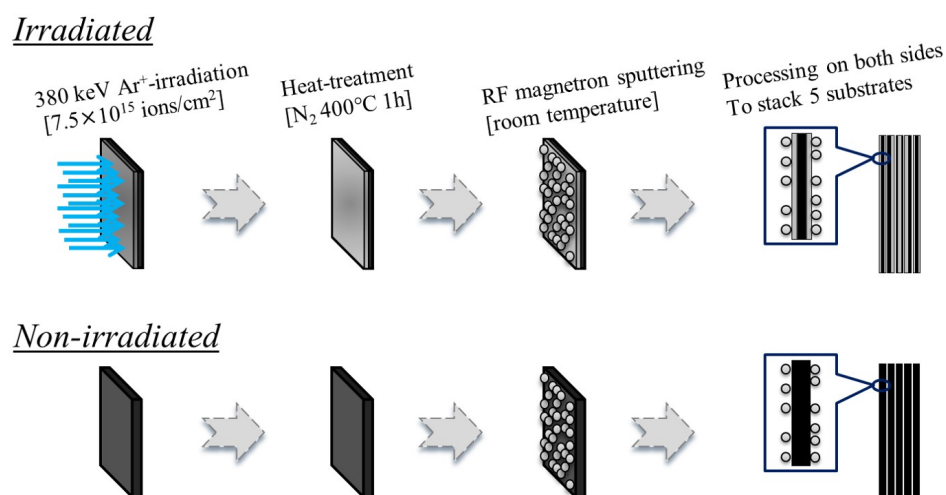 Irradiated
380 keV Ar⁺-irradiation
[7.5×10¹⁵ ions/cm²]
Heat-treatment
[N₂ 400°C 1h]
RF magnetron sputtering
[room temperature]
Processing on both sides
To stack 5 substrates
Non-irradiated